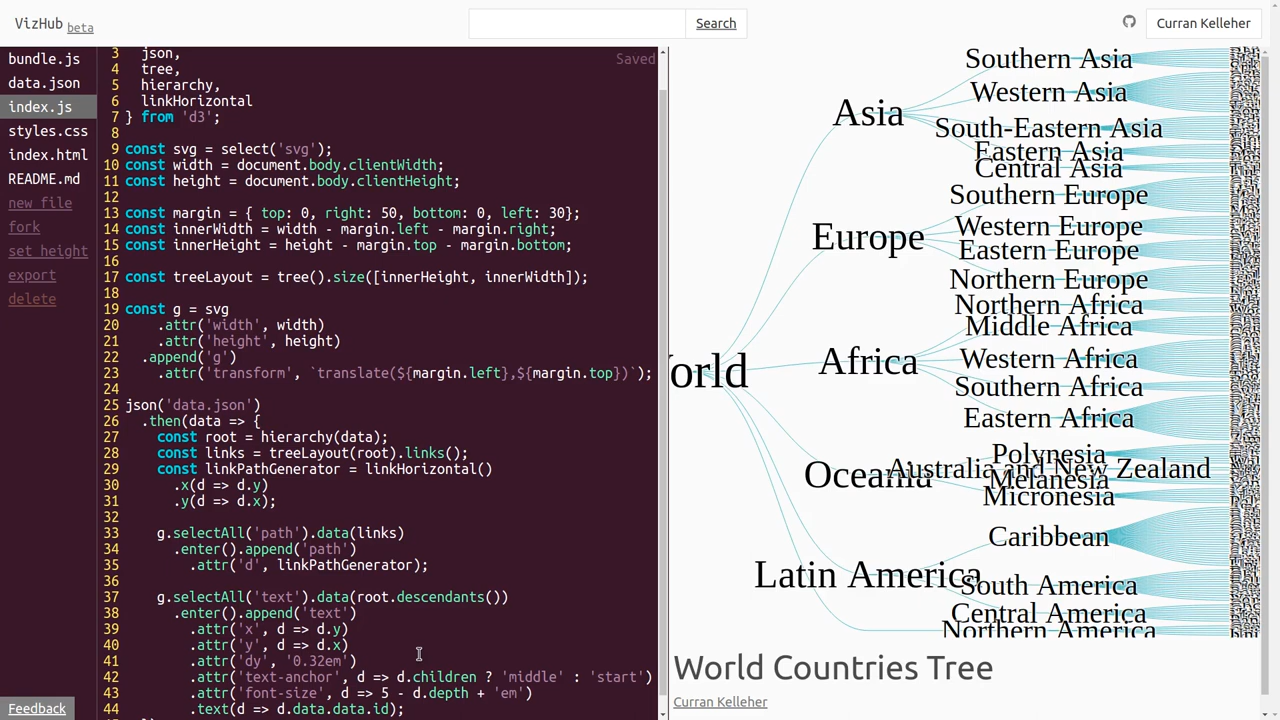 VizHub beta
Search
Curran Kelleher
bundle.js
data.json
index.js
styles.css
index.html
README.md
new file
fork
set height
export
delete
Feedback
Saved
3 json,
4 tree,
5 hierarchy,
6 linkHorizontal
7 } from 'd3';
8
9 const svg = select('svg');
10 const width = document.body.clientWidth;
11 const height = document.body.clientHeight;
12
13 const margin = { top: 0, right: 50, bottom: 0, left: 30};
14 const innerWidth = width - margin.left - margin.right;
15 const innerHeight = height - margin.top - margin.bottom;
16
17 const treeLayout = tree().size([innerHeight, innerWidth]);
18
19 const g = svg
20 .attr('width', width)
21 .attr('height', height)
22 .append('g')
23 .attr('transform', `translate(${margin.left},${margin.top})`);
24
25 json('data.json')
26 .then(data => {
27 const root = hierarchy(data);
28 const links = treeLayout(root).links();
29 const linkPathGenerator = linkHorizontal()
30 .x(d => d.y)
31 .y(d => d.x);
32
33 g.selectAll('path').data(links)
34 .enter().append('path')
35 .attr('d', linkPathGenerator);
36
37 g.selectAll('text').data(root.descendants())
38 .enter().append('text')
39 .attr('x', d => d.y)
40 .attr('y', d => d.x)
41 .attr('dy', '0.32em')
42 .attr('text-anchor', d => d.children ? 'middle' : 'start')
43 .attr('font-size', d => 5 - d.depth + 'em')
44 .text(d => d.data.data.id);
orld
Asia
Southern Asia
Western Asia
South-Eastern Asia
Eastern Asia
Central Asia
Europe
Southern Europe
Western Europe
Eastern Europe
Northern Europe
Africa
Northern Africa
Middle Africa
Western Africa
Southern Africa
Eastern Africa
Oceania
Polynesia
Australia and New Zealand
Melanesia
Micronesia
Latin America
Caribbean
South America
Central America
Northern America
World Countries Tree
Curran Kelleher